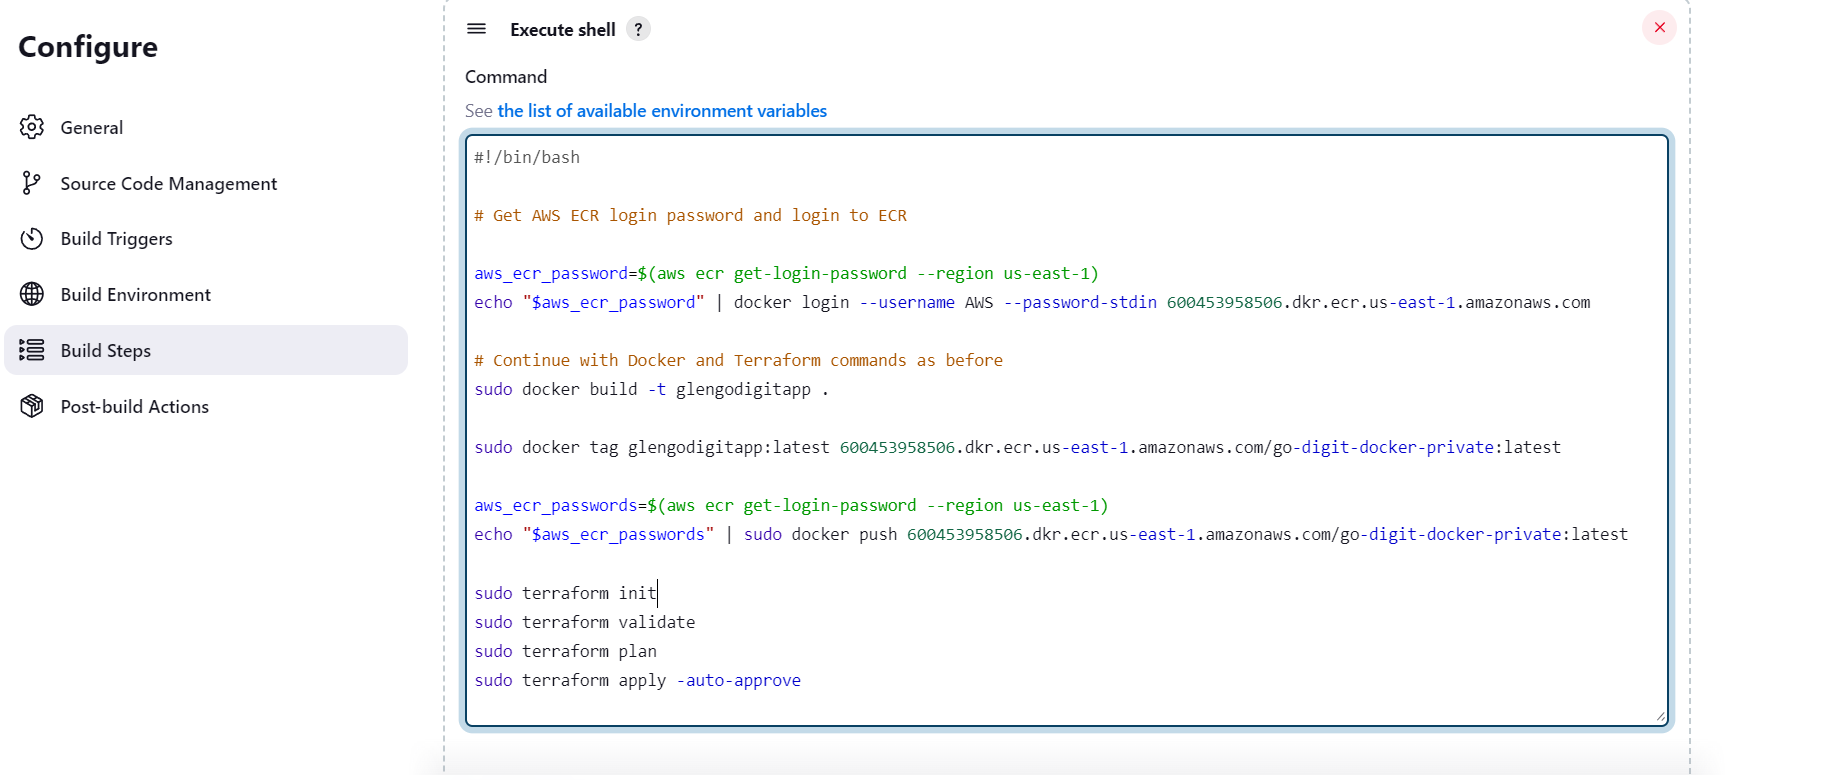 Configure
General
Source Code Management
Build Triggers
Build Environment
Build Steps
Post-build Actions
Execute shell ?
Command
See the list of available environment variables
#!/bin/bash
# Get AWS ECR login password and login to ECR
aws_ecr_password=$(aws ecr get-login-password --region us-east-1)
echo "$aws_ecr_password" | docker login --username AWS --password-stdin 600453958506.dkr.ecr.us-east-1.amazonaws.com
# Continue with Docker and Terraform commands as before
sudo docker build -t glengodigitapp .
sudo docker tag glengodigitapp:latest 600453958506.dkr.ecr.us-east-1.amazonaws.com/go-digit-docker-private:latest
aws_ecr_passwords=$(aws ecr get-login-password --region us-east-1)
echo "$aws_ecr_passwords" | sudo docker push 600453958506.dkr.ecr.us-east-1.amazonaws.com/go-digit-docker-private:latest
sudo terraform init
sudo terraform validate
sudo terraform plan
sudo terraform apply -auto-approve